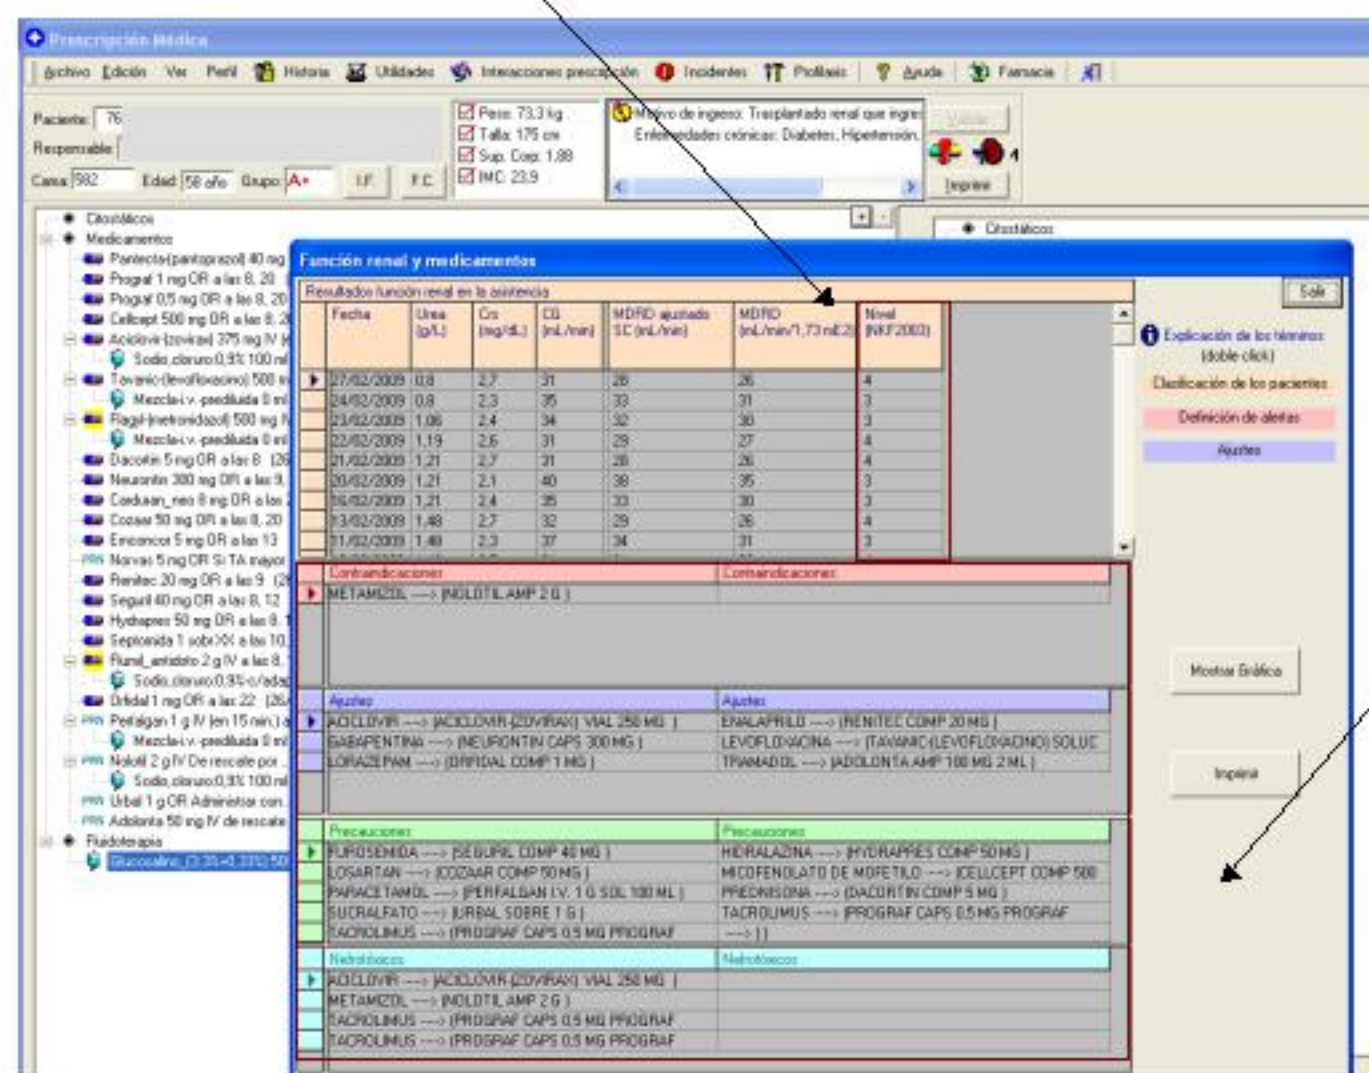 Prescripción Médica
Archivo Edición Ver Perfil Historia Utilidades Interacciones prescripción Incidentes Profilaxis Ayuda Farmacia
Paciente: 76
Responsable
Cama: 582 Edad: 58 año Grupo: A+ I.F. F.C.
Peso: 73.3 kg
Talla: 175 cm
Sup. Corp: 1,88
IMC: 23.9
Motivo de ingreso: Trasplantado renal que ingre
Enfermedades crónicas: Diabetes, Hipertensión,
4
Imprimir
+ -
Citostáticos
Medicamentos
Pantecta-(pantoprazol) 40 mg
Prograf 1 mg OR a las 8, 20
Prograf 0,5 mg OR a las 8, 20
Cellcept 500 mg OR a las 8, 2
Aciclovir-(zovirax) 375 mg IV (e
Sodio,cloruro:0,9% 100 ml
Tavanic-(levofloxacino) 500 m
Mezcla-i.v.-prediluida 0 ml
Flagyl-(metronidazol) 500 mg IV
Mezcla-i.v.-prediluida 0 ml
Dacortin 5 mg OR a las 8 (26
Neurontin 300 mg OR a las 9,
Carduran_neo 8 mg OR a las 2
Cozaar 50 mg OR a las 8, 20
Emconcor 5 mg OR a las 13
PRN Norvas 5 mg OR Si TA mayor
Renitec 20 mg OR a las 9 (2
Seguril 40 mg OR a las 8, 12
Hydrapres 50 mg OR a las 8, 1
Septomida 1 sobr XX a las 10,
Flumil_antidoto 2 g IV a las 8,
Sodio,cloruro:0,9%-c/adap
Orfidal 1 mg OR a las 22 (26/
PRN Perfalgan 1 g IV (en 15 min.) a
Mezcla-i.v.-prediluida 0 ml
PRN Nolotil 2 g IV De rescate por
Sodio,cloruro:0,9% 100 ml
PRN Urbal 1 g OR Administrar con
PRN Adolonta 50 mg IV de rescate
Fluidoterapia
Glucosalino_(3.3%+0.33%) 50
Citostáticos
Función renal y medicamentos
Resultados función renal en la asistencia
Fecha Urea (g/L) Crs (mg/dL) CG (mL/min) MDRD ajustado SC (mL/min) MDRD (mL/min/1,73 mE2) Nivel (NKF2003)
27/02/2009 0,8 2,7 31 28 26 4
24/02/2009 0,8 2.3 35 33 31 3
23/02/2009 1,06 2.4 34 32 30 3
22/02/2009 1,19 2.6 31 29 27 4
21/02/2009 1,21 2,7 31 28 26 4
20/02/2009 1,21 2.1 40 38 35 3
16/02/2009 1,21 2.4 35 33 30 3
13/02/2009 1,48 2,7 32 29 26 4
11/02/2009 1,48 2.3 37 34 31 3
Contraindicaciones Contraindicaciones
METAMIZOL ---> (NOLOTIL AMP 2 G )
Ajustes Ajustes
ACICLOVIR ---> (ACICLOVIR-(ZOVIRAX) VIAL 250 MG ) ENALAPRILO ---> (RENITEC COMP 20 MG )
GABAPENTINA ---> (NEURONTIN CAPS 300 MG ) LEVOFLOXACINA ---> (TAVANIC-(LEVOFLOXACINO) SOLUC
LORAZEPAM ---> (ORFIDAL COMP 1 MG ) TRAMADOL ---> (ADOLONTA AMP 100 MG 2 ML )
Precauciones Precauciones
FUROSEMIDA ---> (SEGURIL COMP 40 MG ) HIDRALAZINA ---> (HYDRAPRES COMP 50 MG )
LOSARTAN ---> (COZAAR COMP 50 MG ) MICOFENOLATO DE MOFETILO ---> (CELLCEPT COMP 500
PARACETAMOL ---> (PERFALGAN I.V. 1 G SOL 100 ML ) PREDNISONA ---> (DACORTIN COMP 5 MG )
SUCRALFATO ---> (URBAL SOBRE 1 G ) TACROLIMUS ---> (PROGRAF CAPS 0.5 MG PROGRAF
TACROLIMUS ---> (PROGRAF CAPS 0.5 MG PROGRAF ---> ) )
Nefrotóxicos Nefrotóxicos
ACICLOVIR ---> (ACICLOVIR-(ZOVIRAX) VIAL 250 MG )
METAMIZOL ---> (NOLOTIL AMP 2 G )
TACROLIMUS ---> (PROGRAF CAPS 0.5 MG PROGRAF
TACROLIMUS ---> (PROGRAF CAPS 0.5 MG PROGRAF
Salir
Explicación de los términos
(doble click)
Clasificación de los pacientes
Definición de alertas
Ajustes
Mostrar Gráfica
Imprimir